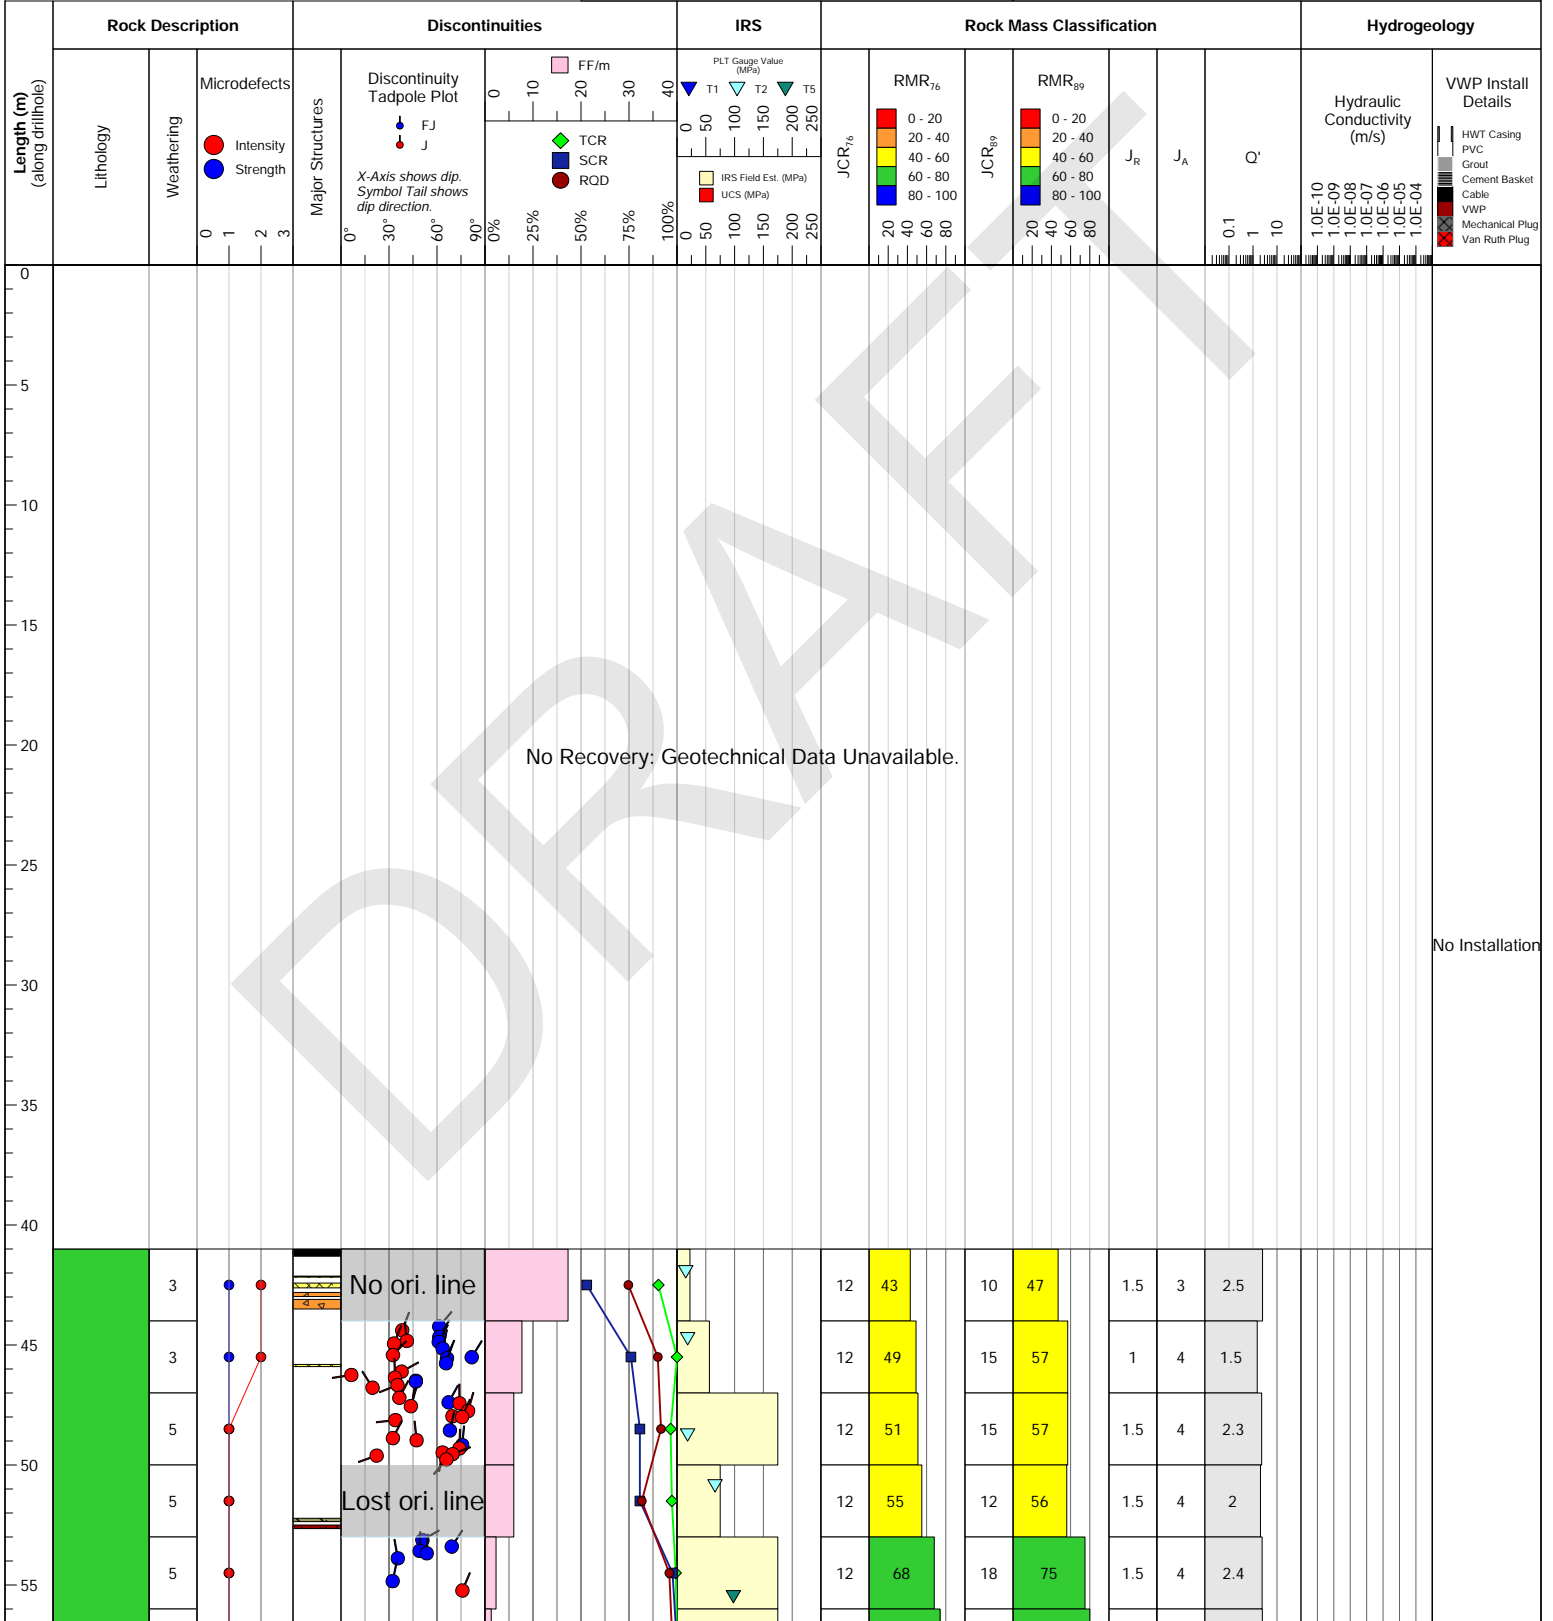 Rock Description
Discontinuities
IRS
Rock Mass Classification
Hydrogeology
Length (m)
(along drillhole)
Lithology
Weathering
Microdefects
Intensity
Strength
0 1 2 3
Major Structures
Discontinuity
Tadpole Plot
FJ
J
X-Axis shows dip.
Symbol Tail shows
dip direction.
0° 30° 60° 90°
FF/m
0 10 20 30 40
TCR
SCR
RQD
0% 25% 50% 75% 100%
PLT Gauge Value
(MPa)
T1 T2 T5
0 50 100 150 200 250
IRS Field Est. (MPa)
UCS (MPa)
0 50 100 150 200 250
JCR76
RMR76
0 - 20
20 - 40
40 - 60
60 - 80
80 - 100
20 40 60 80
JCR89
RMR89
0 - 20
20 - 40
40 - 60
60 - 80
80 - 100
20 40 60 80
JR
JA
Q'
0.1 1 10
Hydraulic
Conductivity
(m/s)
1.0E-10 1.0E-09 1.0E-08 1.0E-07 1.0E-06 1.0E-05 1.0E-04
VWP Install
Details
HWT Casing
PVC
Grout
Cement Basket
Cable
VWP
Mechanical Plug
Van Ruth Plug
0
5
10
15
20
25
30
35
40
45
50
55
DRAFT
No Recovery: Geotechnical Data Unavailable.
No Installation
3 No ori. line 12 43 10 47 1.5 3 2.5
3 12 49 15 57 1 4 1.5
5 12 51 15 57 1.5 4 2.3
5 Lost ori. line 12 55 12 56 1.5 4 2
5 12 68 18 75 1.5 4 2.4